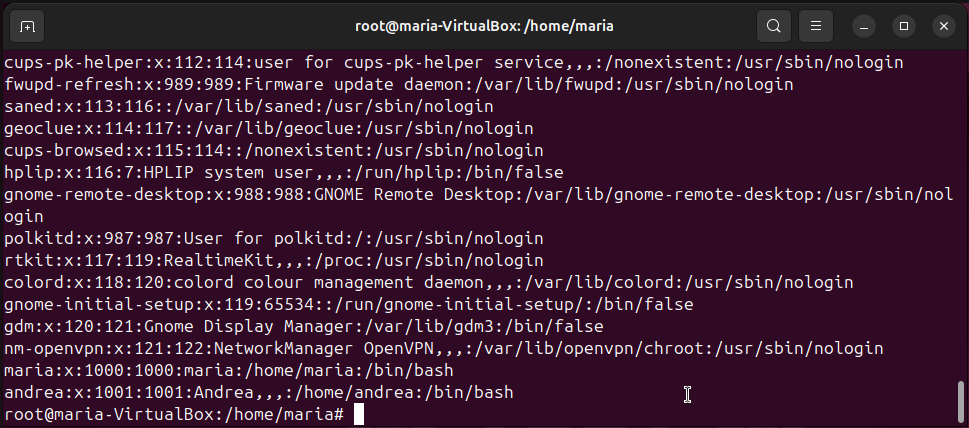 root@maria-VirtualBox: /home/maria
cups-pk-helper:x:112:114:user for cups-pk-helper service,,,:/nonexistent:/usr/sbin/nologin
fwupd-refresh:x:989:989:Firmware update daemon:/var/lib/fwupd:/usr/sbin/nologin
saned:x:113:116::/var/lib/saned:/usr/sbin/nologin
geoclue:x:114:117::/var/lib/geoclue:/usr/sbin/nologin
cups-browsed:x:115:114::/nonexistent:/usr/sbin/nologin
hplip:x:116:7:HPLIP system user,,,:/run/hplip:/bin/false
gnome-remote-desktop:x:988:988:GNOME Remote Desktop:/var/lib/gnome-remote-desktop:/usr/sbin/nol
ogin
polkitd:x:987:987:User for polkitd:/:/usr/sbin/nologin
rtkit:x:117:119:RealtimeKit,,,:/proc:/usr/sbin/nologin
colord:x:118:120:colord colour management daemon,,,:/var/lib/colord:/usr/sbin/nologin
gnome-initial-setup:x:119:65534::/run/gnome-initial-setup/:/bin/false
gdm:x:120:121:Gnome Display Manager:/var/lib/gdm3:/bin/false
nm-openvpn:x:121:122:NetworkManager OpenVPN,,,:/var/lib/openvpn/chroot:/usr/sbin/nologin
maria:x:1000:1000:maria:/home/maria:/bin/bash
andrea:x:1001:1001:Andrea,,,:/home/andrea:/bin/bash
root@maria-VirtualBox:/home/maria#